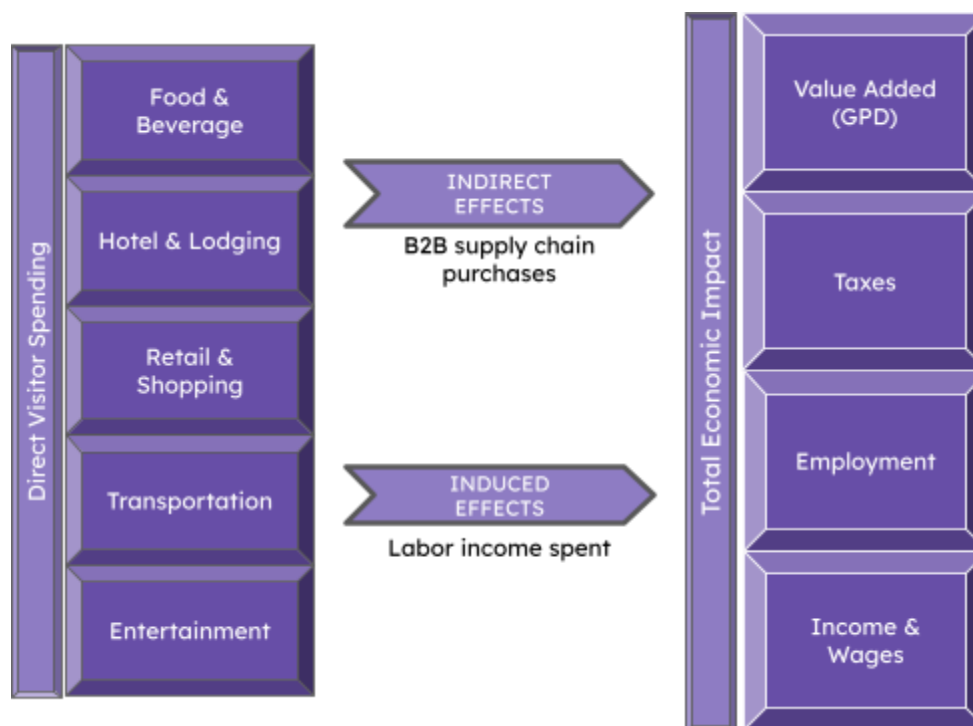 Direct Visitor Spending
Food &
Beverage
Hotel & Lodging
Retail &
Shopping
Transportation
Entertainment
INDIRECT
EFFECTS
B2B supply chain
purchases
INDUCED
EFFECTS
Labor income spent
Total Economic Impact
Value Added
(GPD)
Taxes
Employment
Income &
Wages